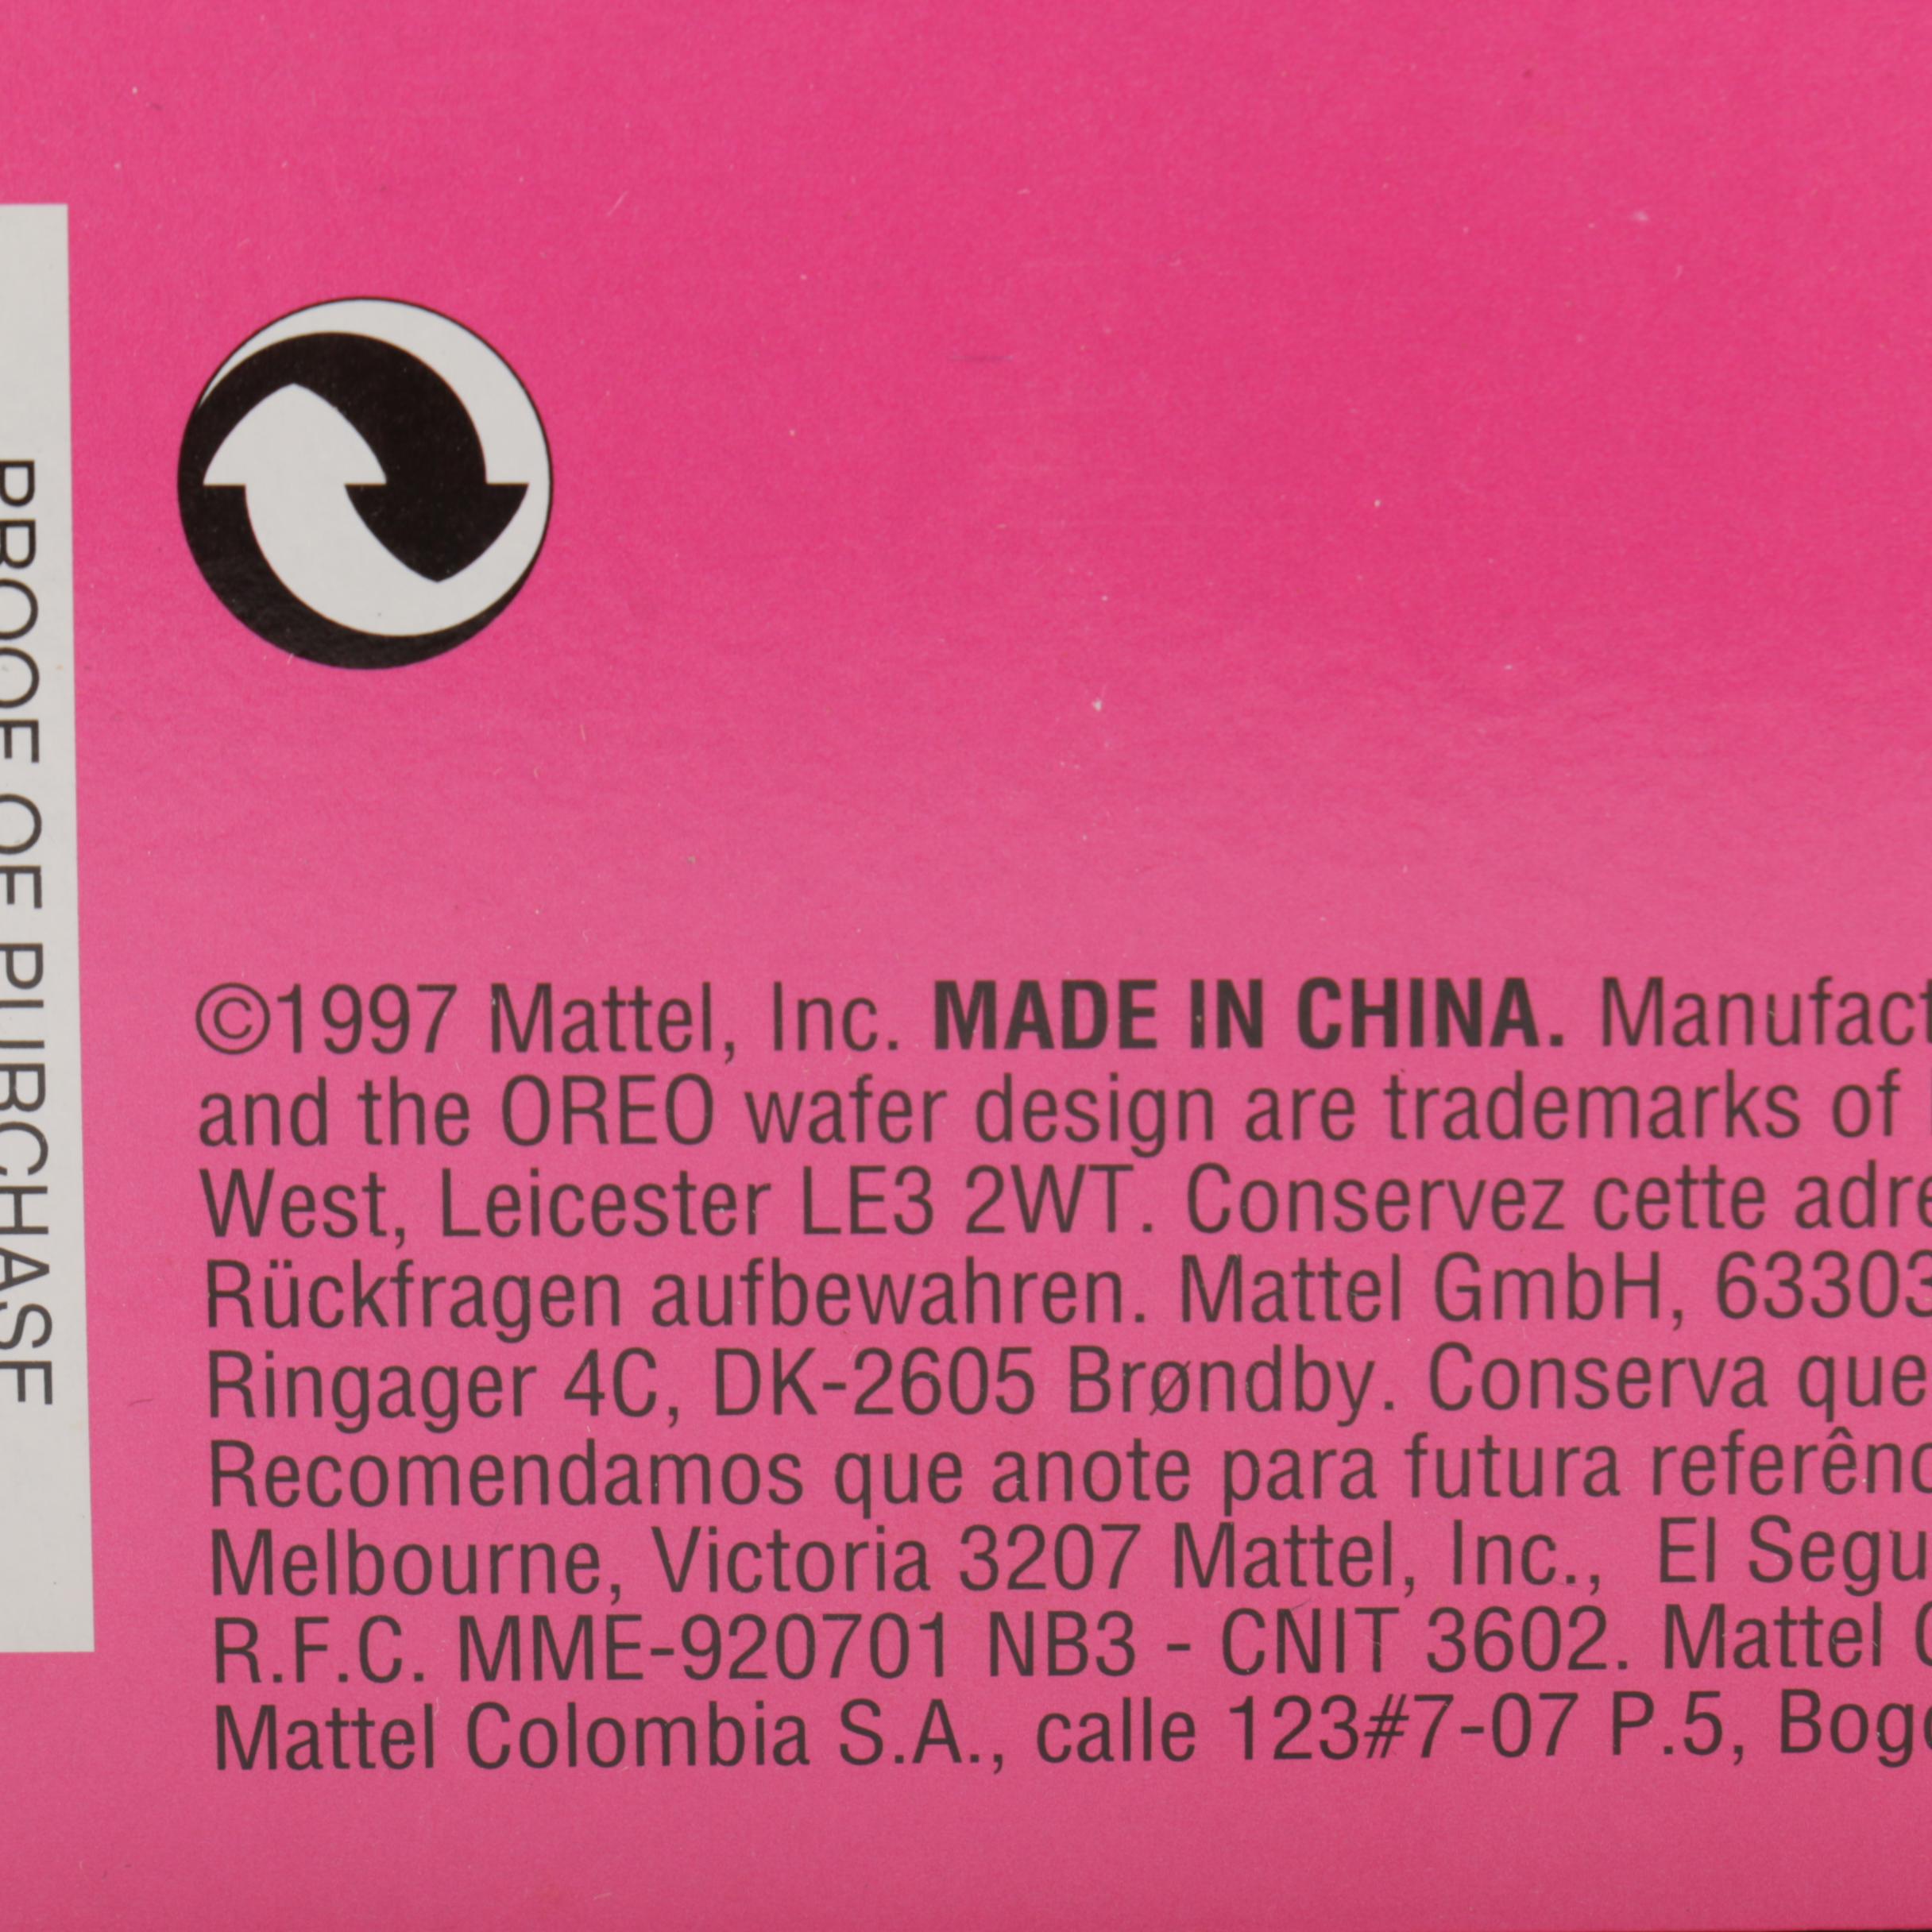 PROOF OF PURCHASE
©1997 Mattel, Inc. MADE IN CHINA. Manufact
and the OREO wafer design are trademarks of
West, Leicester LE3 2WT. Conservez cette adre
Rückfragen aufbewahren. Mattel GmbH, 63303
Ringager 4C, DK-2605 Brøndby. Conserva que
Recomendamos que anote para futura referênc
Melbourne, Victoria 3207 Mattel, Inc., El Segu
R.F.C. MME-920701 NB3 - CNIT 3602. Mattel
Mattel Colombia S.A., calle 123#7-07 P.5, Bogo